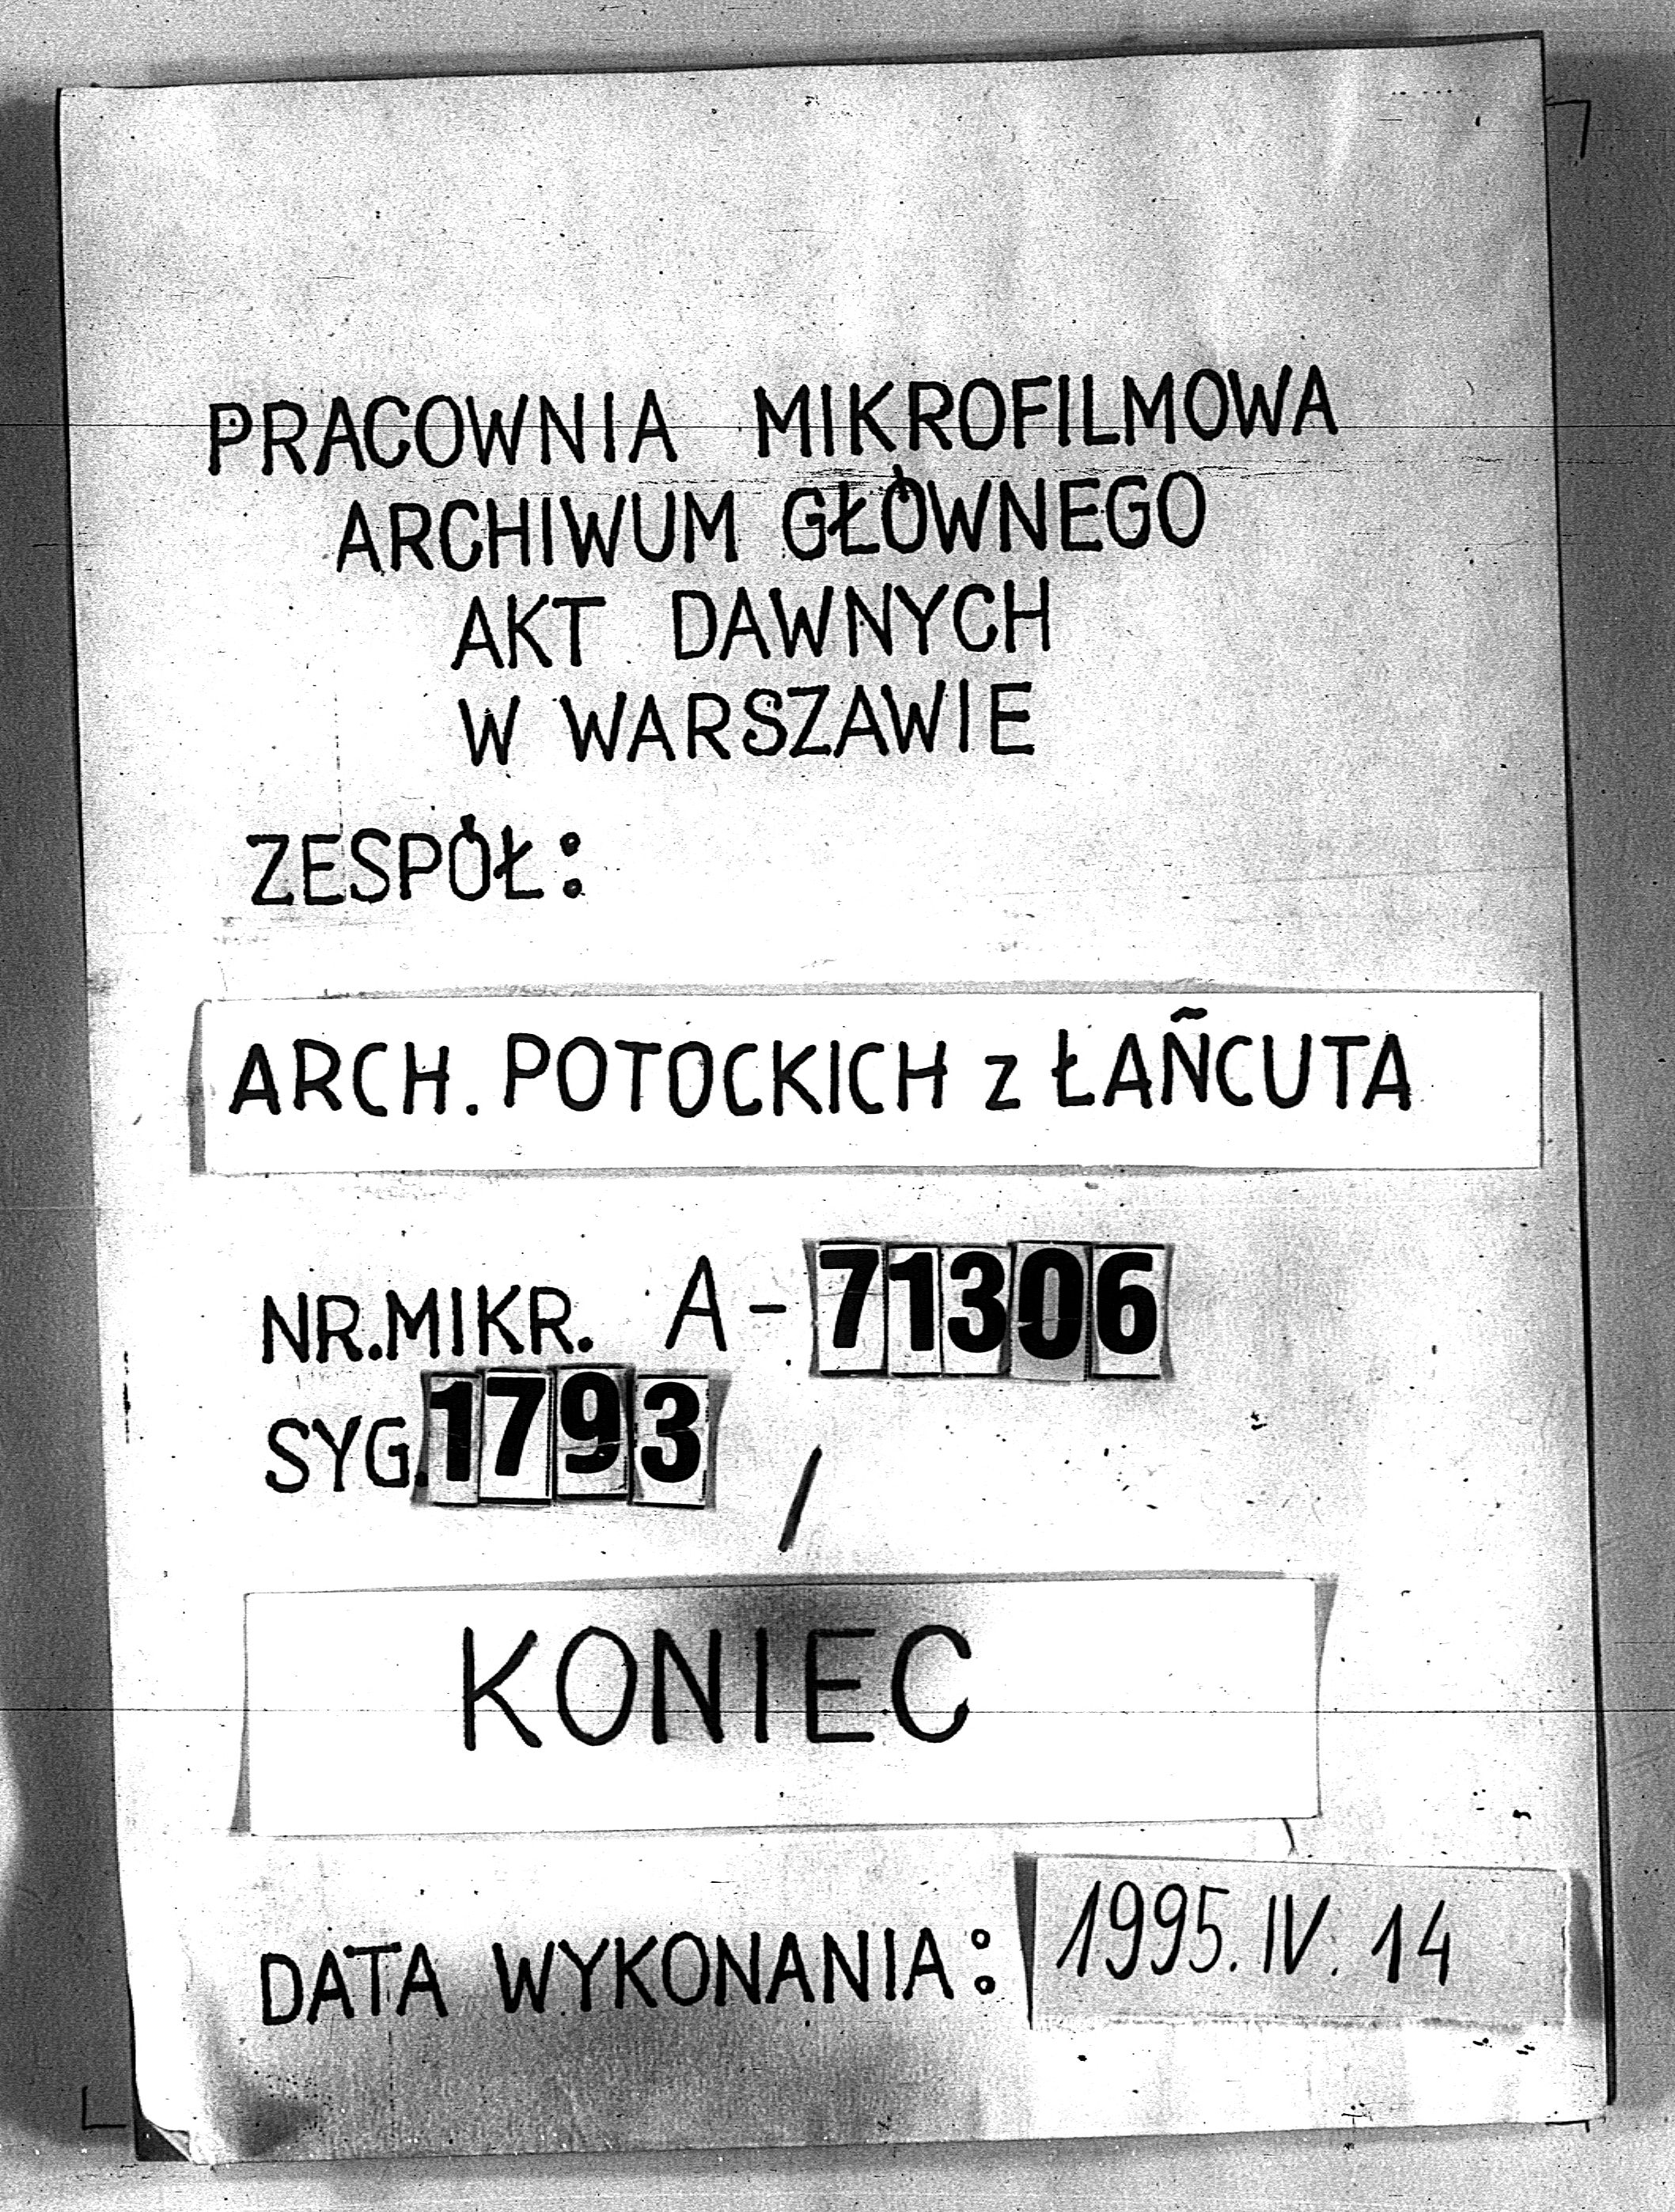 PRACOWNIA MIKROFILMOWA
ARCHIWUM GŁÓWNEGO
AKT DAWNYCH
W WARSZAWIE
ZESPÓŁ:
ARCH. POTOCKICH z ŁAŃCUTA
NR.MIKR. A-71306
SYG.1793 /
KONIEC
DATA WYKONANIA: 1995.IV.14